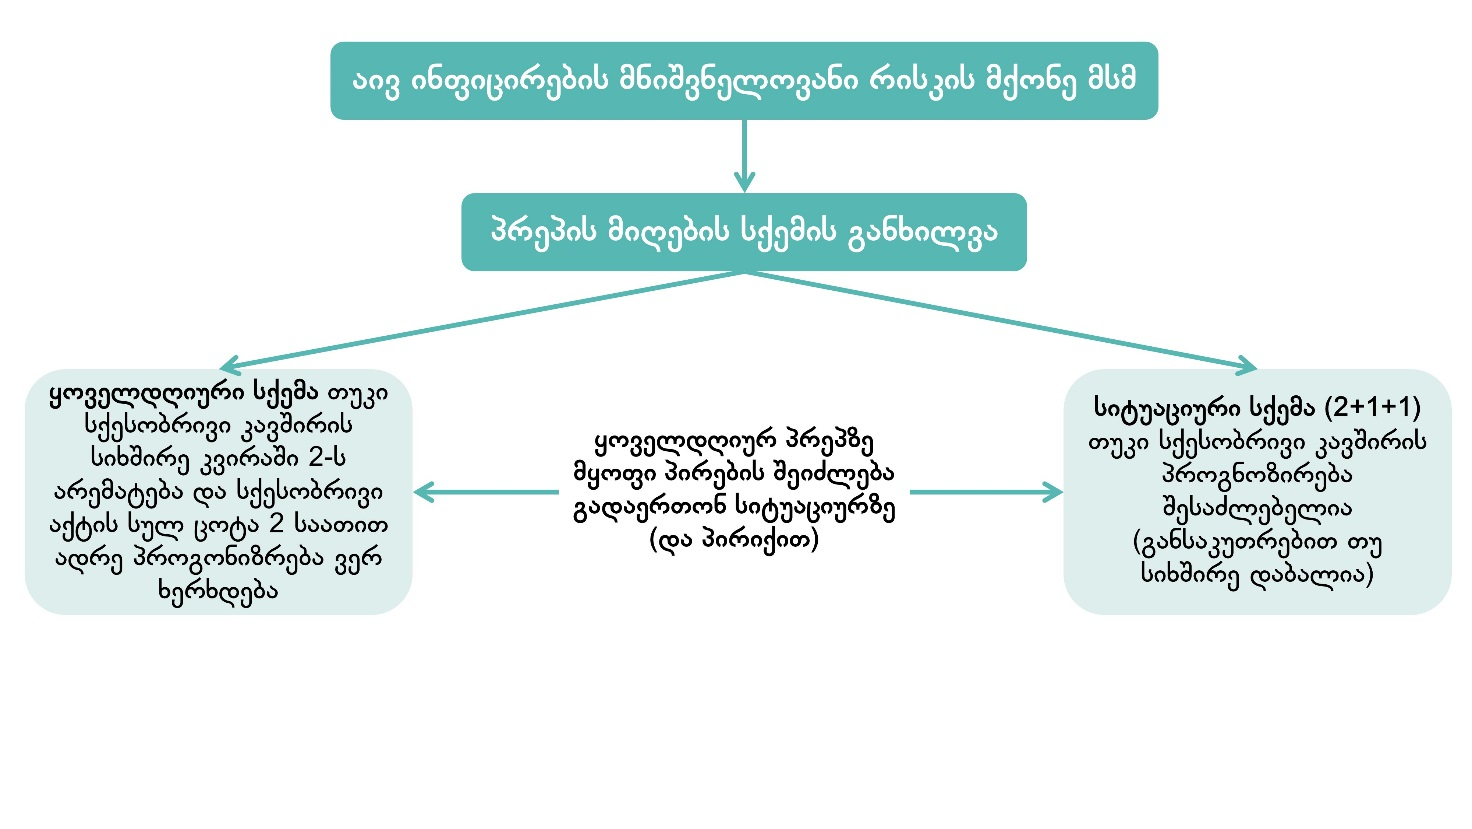 აივ ინფიცირების მნიშვნელოვანი რისკის მქონე მსმ
პრეპის მიღების სქემის განხილვა
ყოველდღიური სქემა თუკი
სქესობრივი კავშირის
სიხშირე კვირაში 2-ს
არემატება და სქესობრივი
აქტის სულ ცოტა 2 საათით
ადრე პროგონიზრება ვერ
ხერხდება
ყოველდღიურ პრეპზე
მყოფი პირების შეიძლება
გადაერთონ სიტუაციურზე
(და პირიქით)
სიტუაციური სქემა (2+1+1)
თუკი სქესობრივი კავშირის
პროგნოზირება
შესაძლებელია
(განსაკუთრებით თუ
სიხშირე დაბალია)